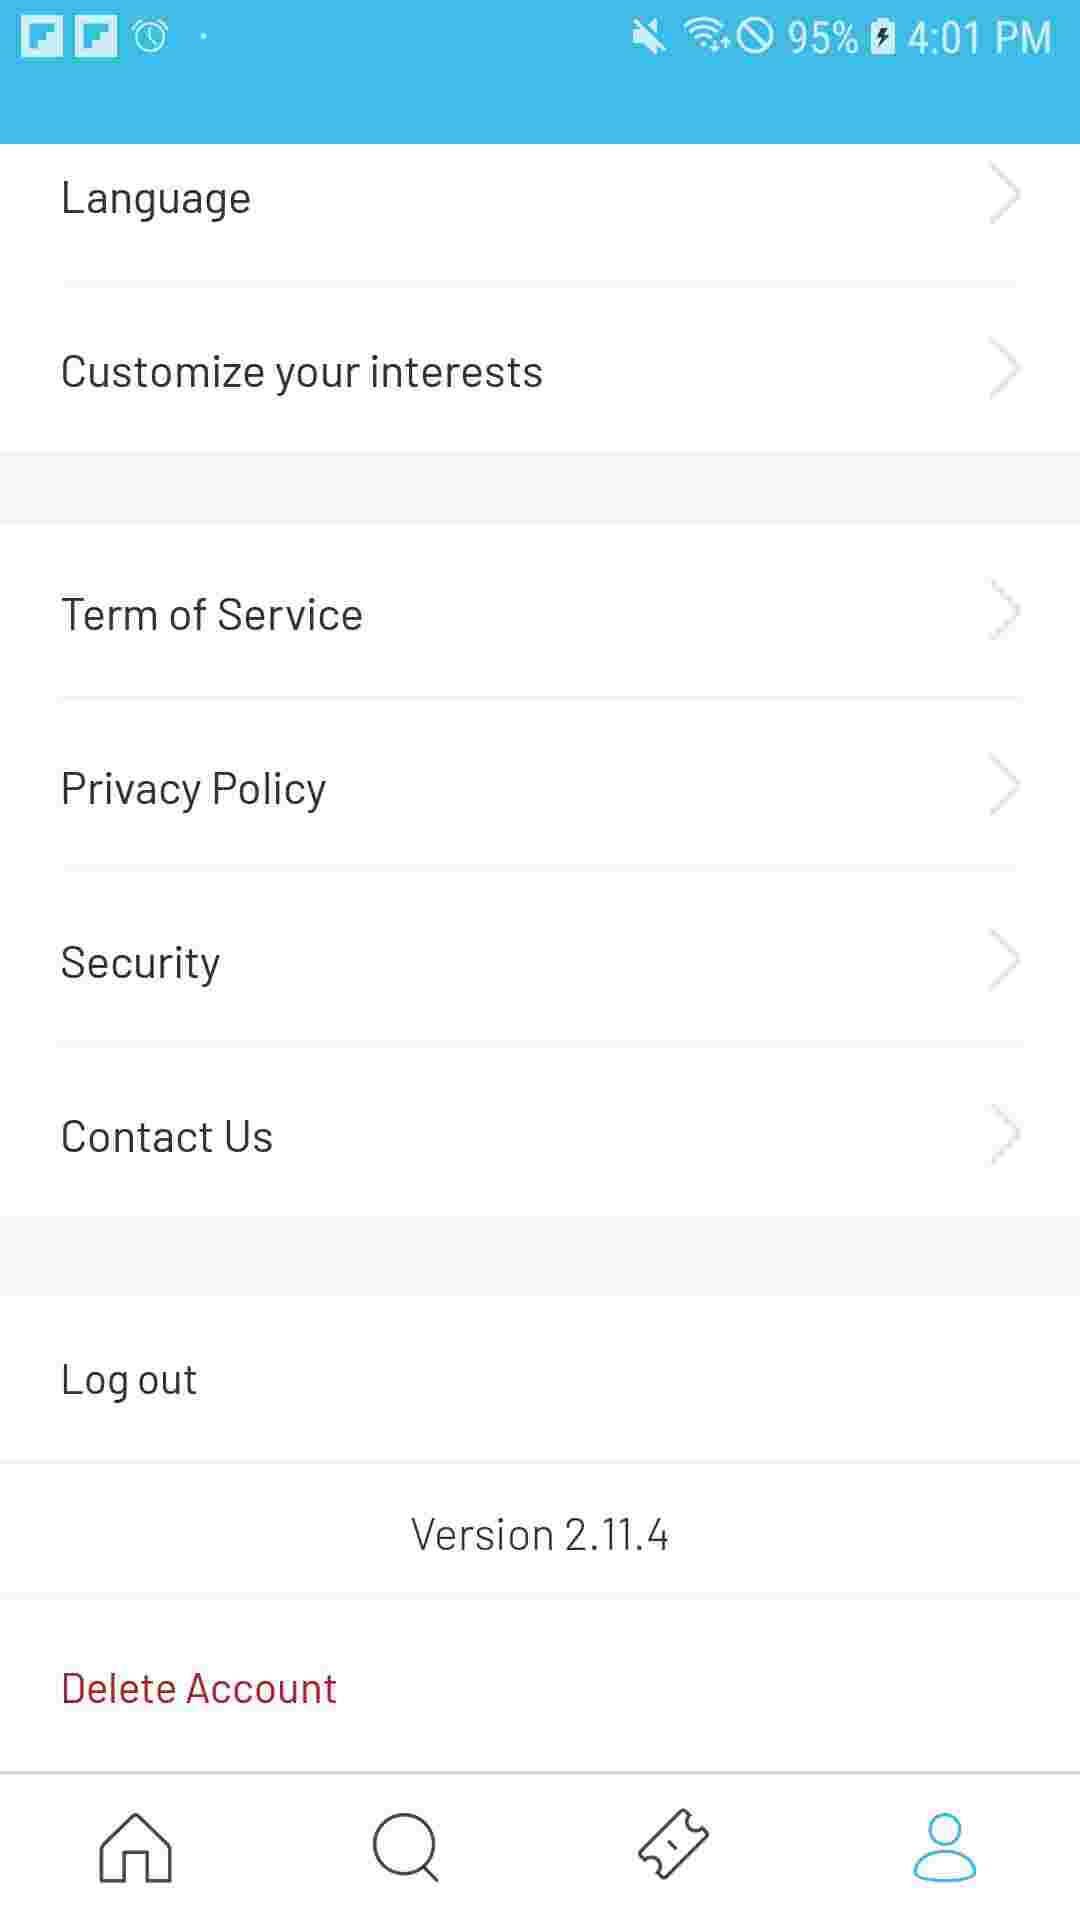 95% 4:01 PM
Language
Customize your interests
Term of Service
Privacy Policy
Security
Contact Us
Log out
Version 2.11.4
Delete Account